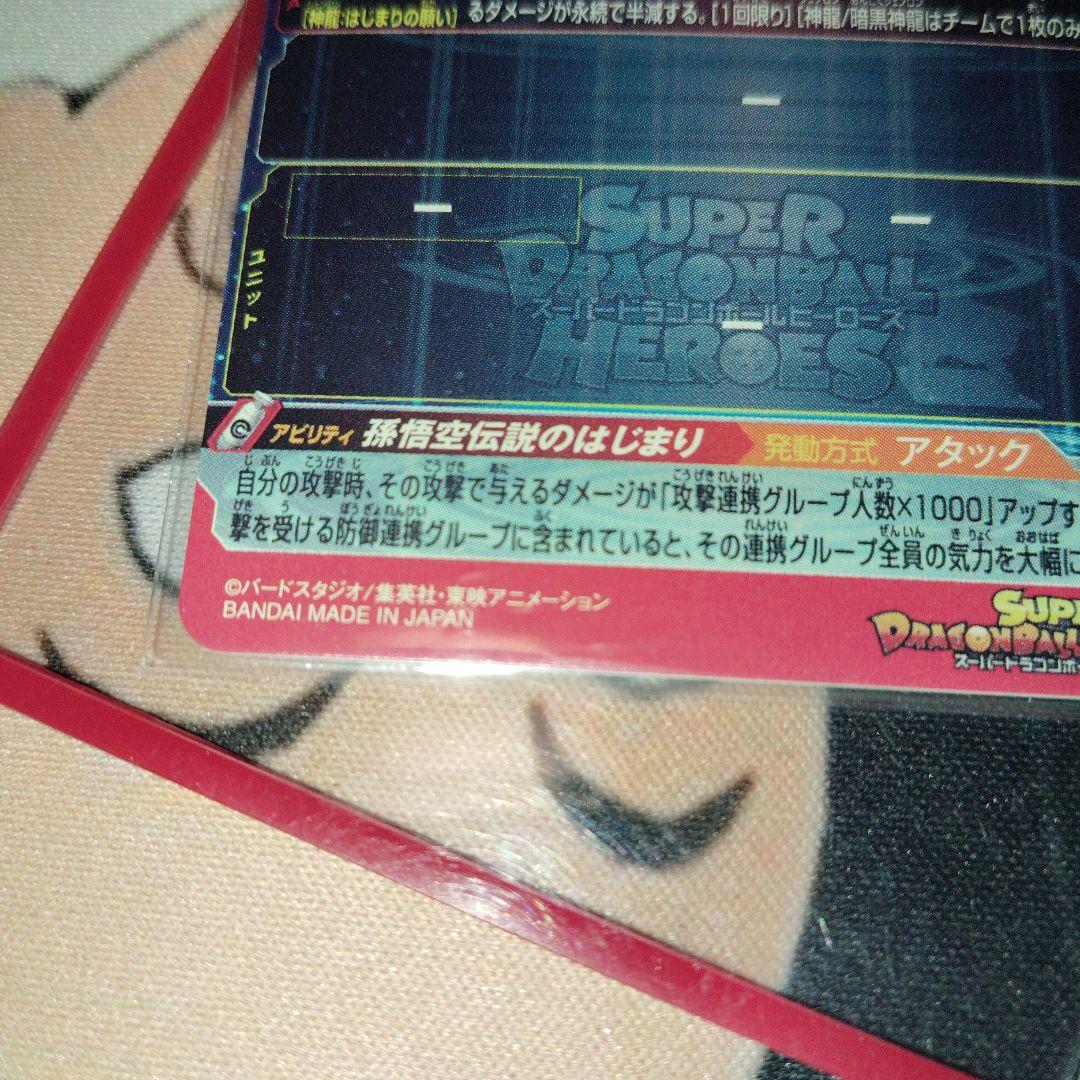 [神龍:はじまりの願い] るダメージが永続で半減する。[1回限り][神龍/暗黒神龍はチームで1枚のみ
SUPER
DRAGONBALL
スーパードラゴンボールヒーローズ
HEROES
ユニット
アビリティ 孫悟空伝説のはじまり 発動方式 アタック
自分の攻撃時、その攻撃で与えるダメージが「攻撃連携グループ人数×1000」アップす
撃を受ける防御連携グループに含まれていると、その連携グループ全員の気力を大幅に
©バードスタジオ/集英社・東映アニメーション
BANDAI MADE IN JAPAN
SUPE
DRAGONBALL
スーパードラゴンボー